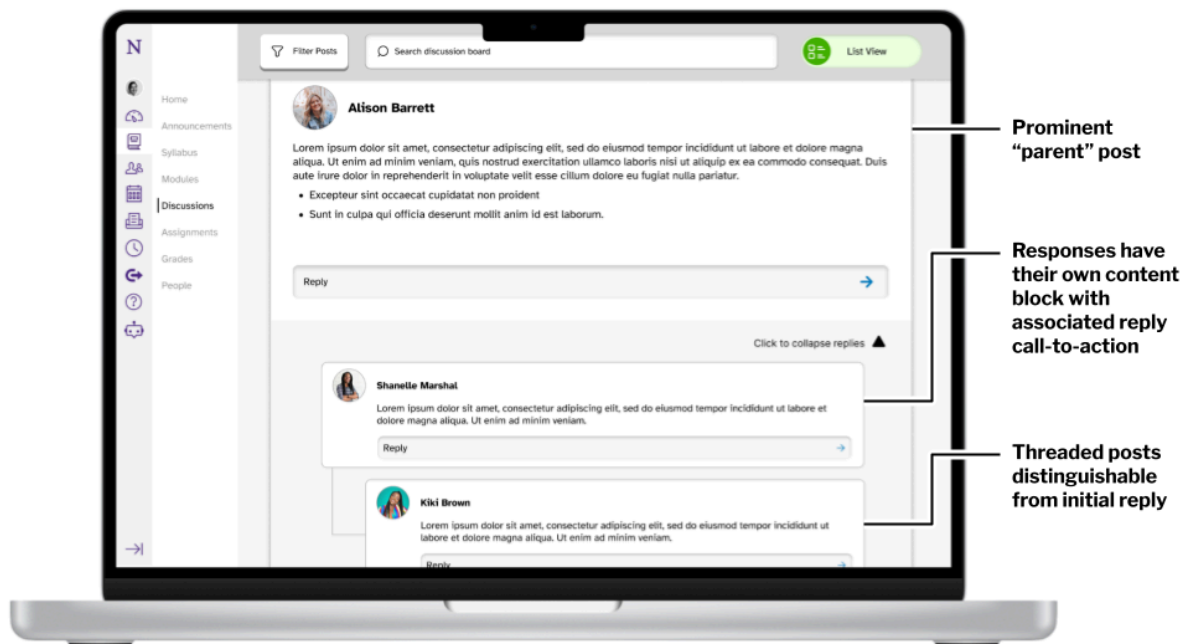 N
Filter Posts
Search discussion board
List View
Home
Announcements
Syllabus
Modules
Discussions
Assignments
Grades
People
Alison Barrett
Lorem ipsum dolor sit amet, consectetur adipiscing elit, sed do eiusmod tempor incididunt ut labore et dolore magna
aliqua. Ut enim ad minim veniam, quis nostrud exercitation ullamco laboris nisi ut aliquip ex ea commodo consequat. Duis
aute irure dolor in reprehenderit in voluptate velit esse cillum dolore eu fugiat nulla pariatur.
• Excepteur sint occaecat cupidatat non proident
• Sunt in culpa qui officia deserunt mollit anim id est laborum.
Reply
Click to collapse replies
Shanelle Marshal
Lorem ipsum dolor sit amet, consectetur adipiscing elit, sed do eiusmod tempor incididunt ut labore et
dolore magna aliqua. Ut enim ad minim veniam.
Reply
Kiki Brown
Lorem ipsum dolor sit amet, consectetur adipiscing elit, sed do eiusmod tempor incididunt ut
labore et dolore magna aliqua. Ut enim ad minim veniam.
Reply
Prominent
“parent” post
Responses have
their own content
block with
associated reply
call-to-action
Threaded posts
distinguishable
from initial reply